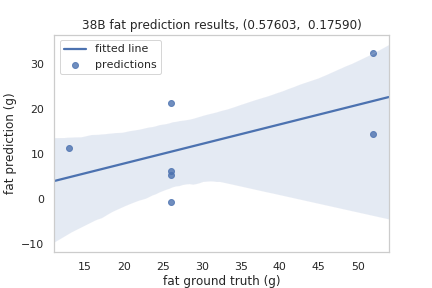 38B fat prediction results, (0.57603,  0.17590)
fitted line
predictions
fat prediction (g)
30
20
10
0
−10
15 20 25 30 35 40 45 50
fat ground truth (g)